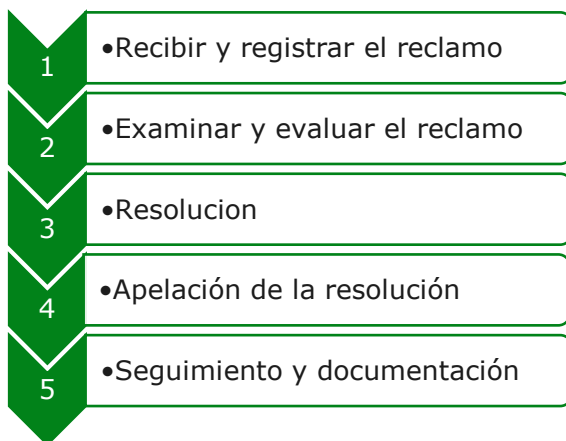 1 •Recibir y registrar el reclamo
2 •Examinar y evaluar el reclamo
3 •Resolucion
4 •Apelación de la resolución
5 •Seguimiento y documentación